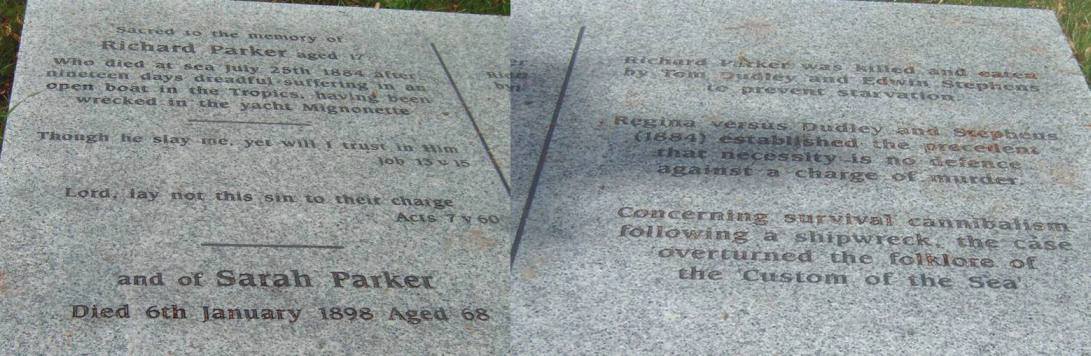 Sacred to the memory of
Richard Parker aged 17
who died at sea July 25th 1884 after
nineteen days dreadful suffering in an
open boat in the Tropics, having been
wrecked in the yacht Mignonette
Though he slay me, yet will I trust in Him
Job 13 v 15
Lord, lay not this sin to their charge
Acts 7 v 60
and of Sarah Parker
Died 6th January 1898 Aged 68
Richard Parker was killed and eaten
by Tom Dudley and Edwin Stephens
to prevent starvation
Regina versus Dudley and Stephens
(1884) established the precedent
that necessity is no defence
against a charge of murder.
Concerning survival cannibalism
following a shipwreck, the case
overturned the folklore of
the 'Custom of the Sea'